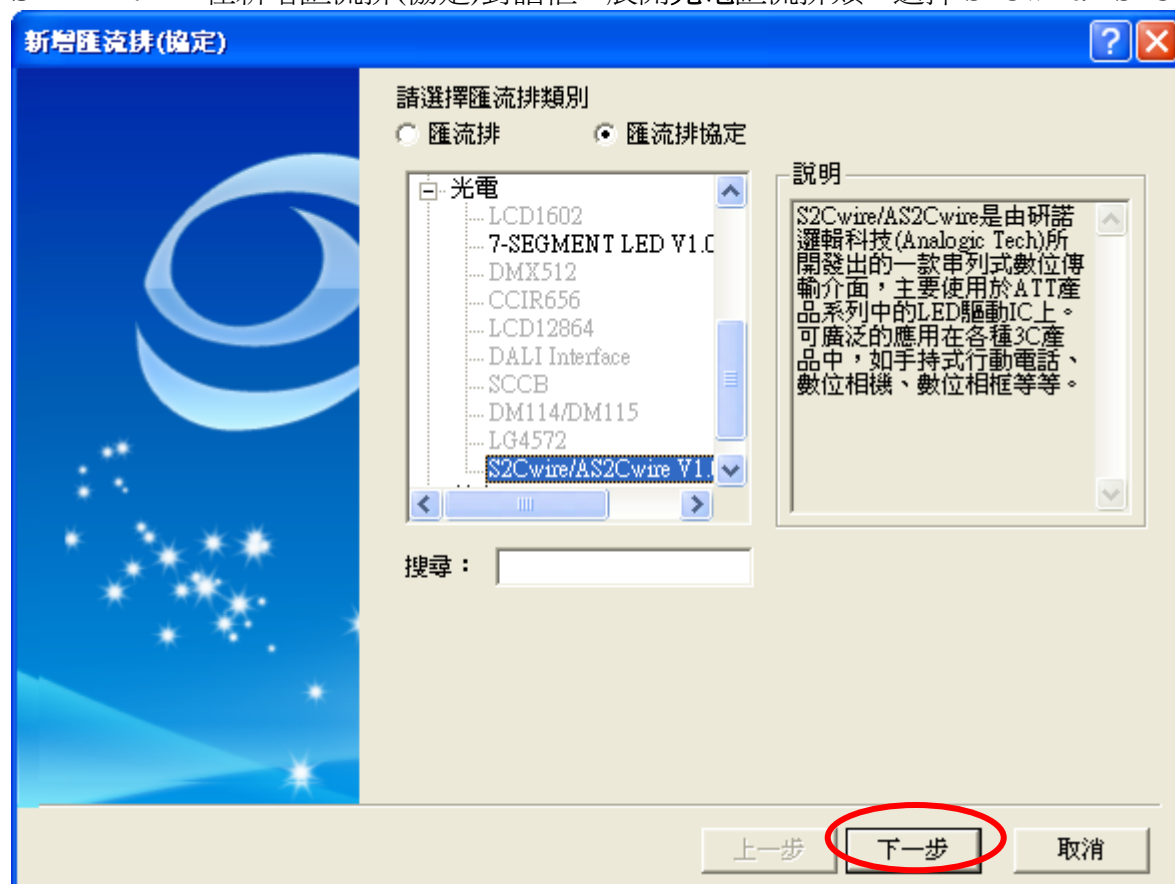 新增匯流排(協定)
請選擇匯流排類別
匯流排
匯流排協定
光電
LCD1602
7-SEGMENT LED V1.0
DMX512
CCIR656
LCD12864
DALI Interface
SCCB
DM114/DM115
LG4572
S2Cwire/AS2Cwire V1.
說明
S2Cwire/AS2Cwire是由研諾
邏輯科技(Analogic Tech)所
開發出的一款串列式數位傳
輸介面，主要使用於ATT產
品系列中的LED驅動IC上。
可廣泛的應用在各種3C產
品中，如手持式行動電話、
數位相機、數位相框等等。
搜尋：
上一步
下一步
取消